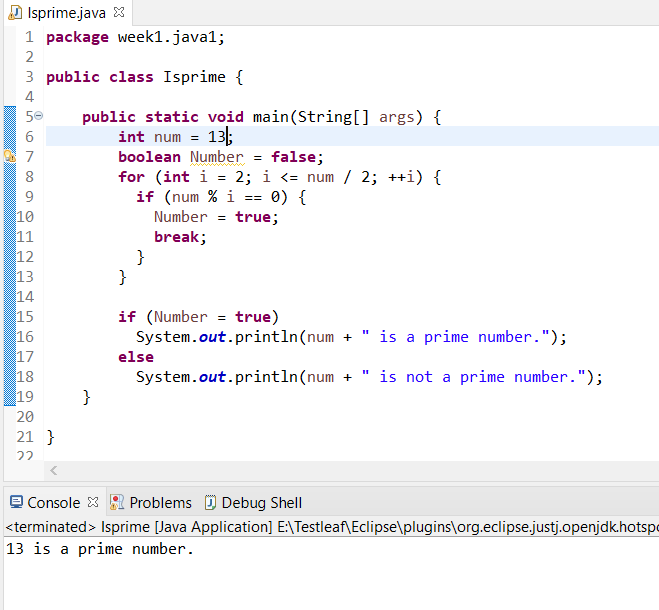 Isprime.java
1 package week1.java1;
2
3 public class Isprime {
4
5 public static void main(String[] args) {
6 int num = 13;
7 boolean Number = false;
8 for (int i = 2; i <= num / 2; ++i) {
9 if (num % i == 0) {
10 Number = true;
11 break;
12 }
13 }
14
15 if (Number = true)
16 System.out.println(num + " is a prime number.");
17 else
18 System.out.println(num + " is not a prime number.");
19 }
20
21 }
22
Console Problems Debug Shell
<terminated> Isprime [Java Application] E:\Testleaf\Eclipse\plugins\org.eclipse.justj.openjdk.hotspo
13 is a prime number.